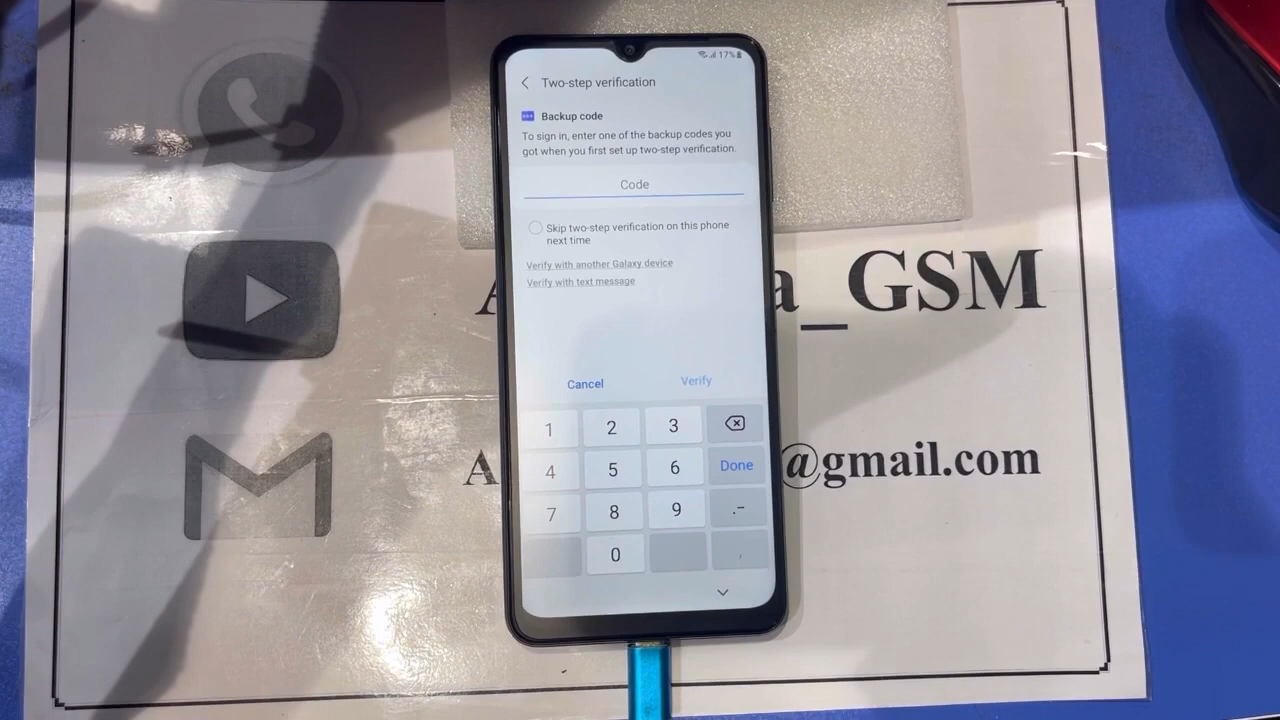 17%
Two-step verification
Backup code
To sign in, enter one of the backup codes you
got when you first set up two-step verification.
Code
Skip two-step verification on this phone
next time
Verify with another Galaxy device
Verify with text message
a_GSM
Cancel Verify
1 2 3
4 5 6 Done
@gmail.com
7 8 9 .-
0 ,